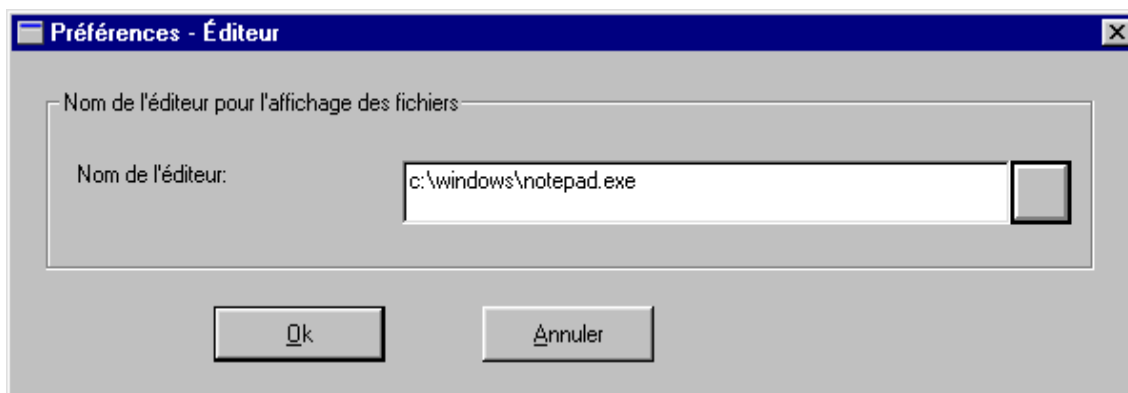 Préférences - Éditeur
Nom de l'éditeur pour l'affichage des fichiers
Nom de l'éditeur:
c:\windows\notepad.exe
Ok
Annuler